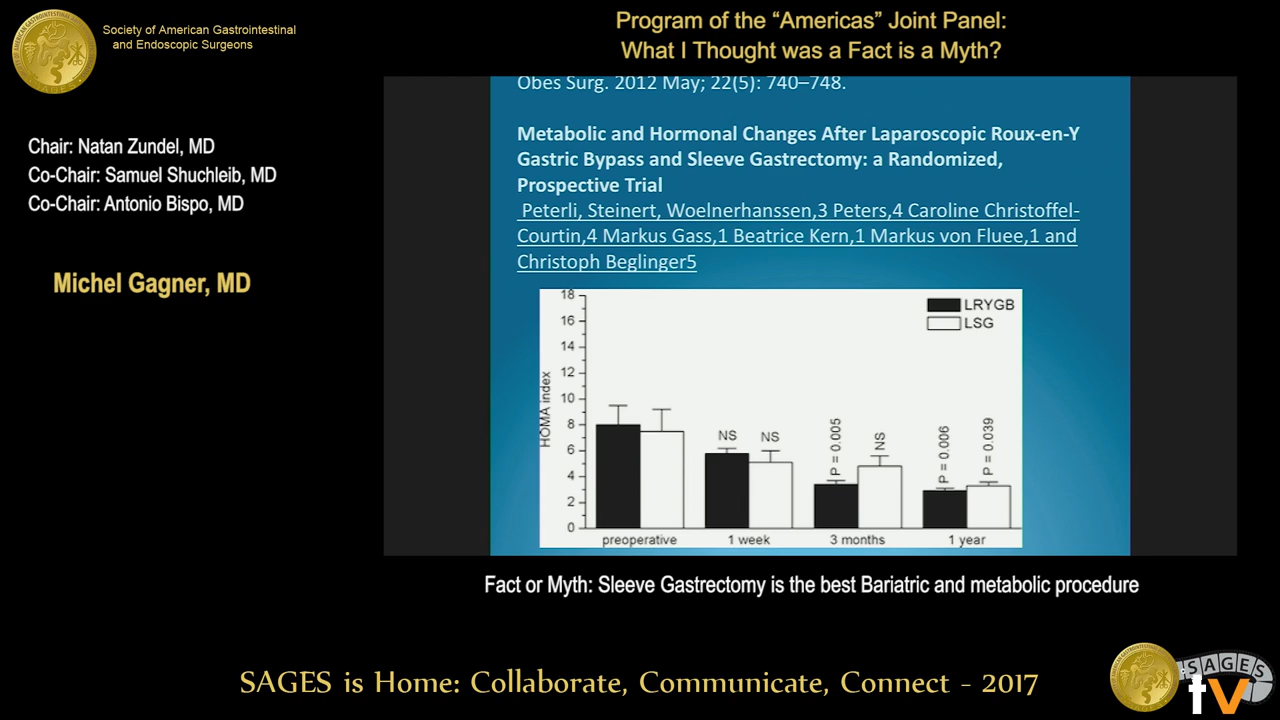 Society of American Gastrointestinal
and Endoscopic Surgeons
Program of the “Americas” Joint Panel:
What I Thought was a Fact is a Myth?
Chair: Natan Zundel, MD
Co-Chair: Samuel Shuchleib, MD
Co-Chair: Antonio Bispo, MD
Michel Gagner, MD
Obes Surg. 2012 May; 22(5): 740–748.
Metabolic and Hormonal Changes After Laparoscopic Roux-en-Y
Gastric Bypass and Sleeve Gastrectomy: a Randomized,
Prospective Trial
Peterli, Steinert, Woelnerhanssen,3 Peters,4 Caroline Christoffel-
Courtin,4 Markus Gass,1 Beatrice Kern,1 Markus von Fluee,1 and
Christoph Beglinger5
LRYGB
LSG
HOMA index
18
16
14
12
10
8
6
4
2
0
NS
NS
P = 0.005
NS
P = 0.006
P = 0.039
preoperative
1 week
3 months
1 year
Fact or Myth: Sleeve Gastrectomy is the best Bariatric and metabolic procedure
SAGES is Home: Collaborate, Communicate, Connect - 2017
SAGES
tv